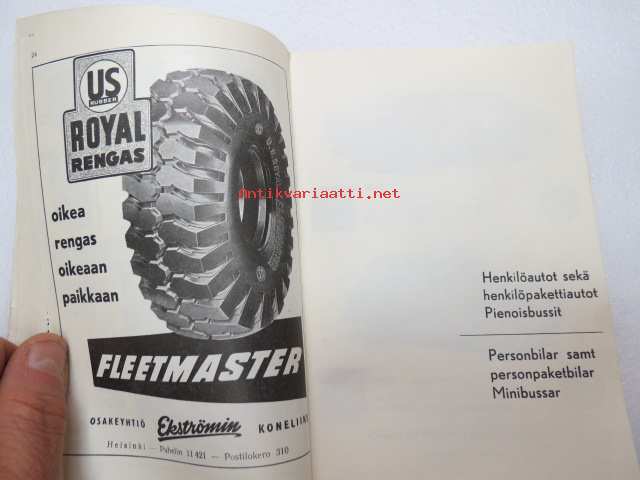 24
US
RUBBER
ROYAL
RENGAS
oikea
rengas
oikeaan
paikkaan
FLEETMASTER
OSAKEYHTIÖ Ekströmin KONELIIKE
Helsinki — Puhelin 11 421 — Postilokero 310
Antikvariaatti.net
Henkilöautot sekä
henkilöpakettiautot
Pienoisbussit
Personbilar samt
personpaketbilar
Minibussar